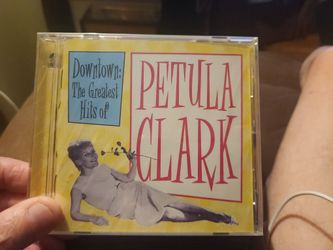 Downtown:
The Greatest
Hits of
PETULA
CLARK